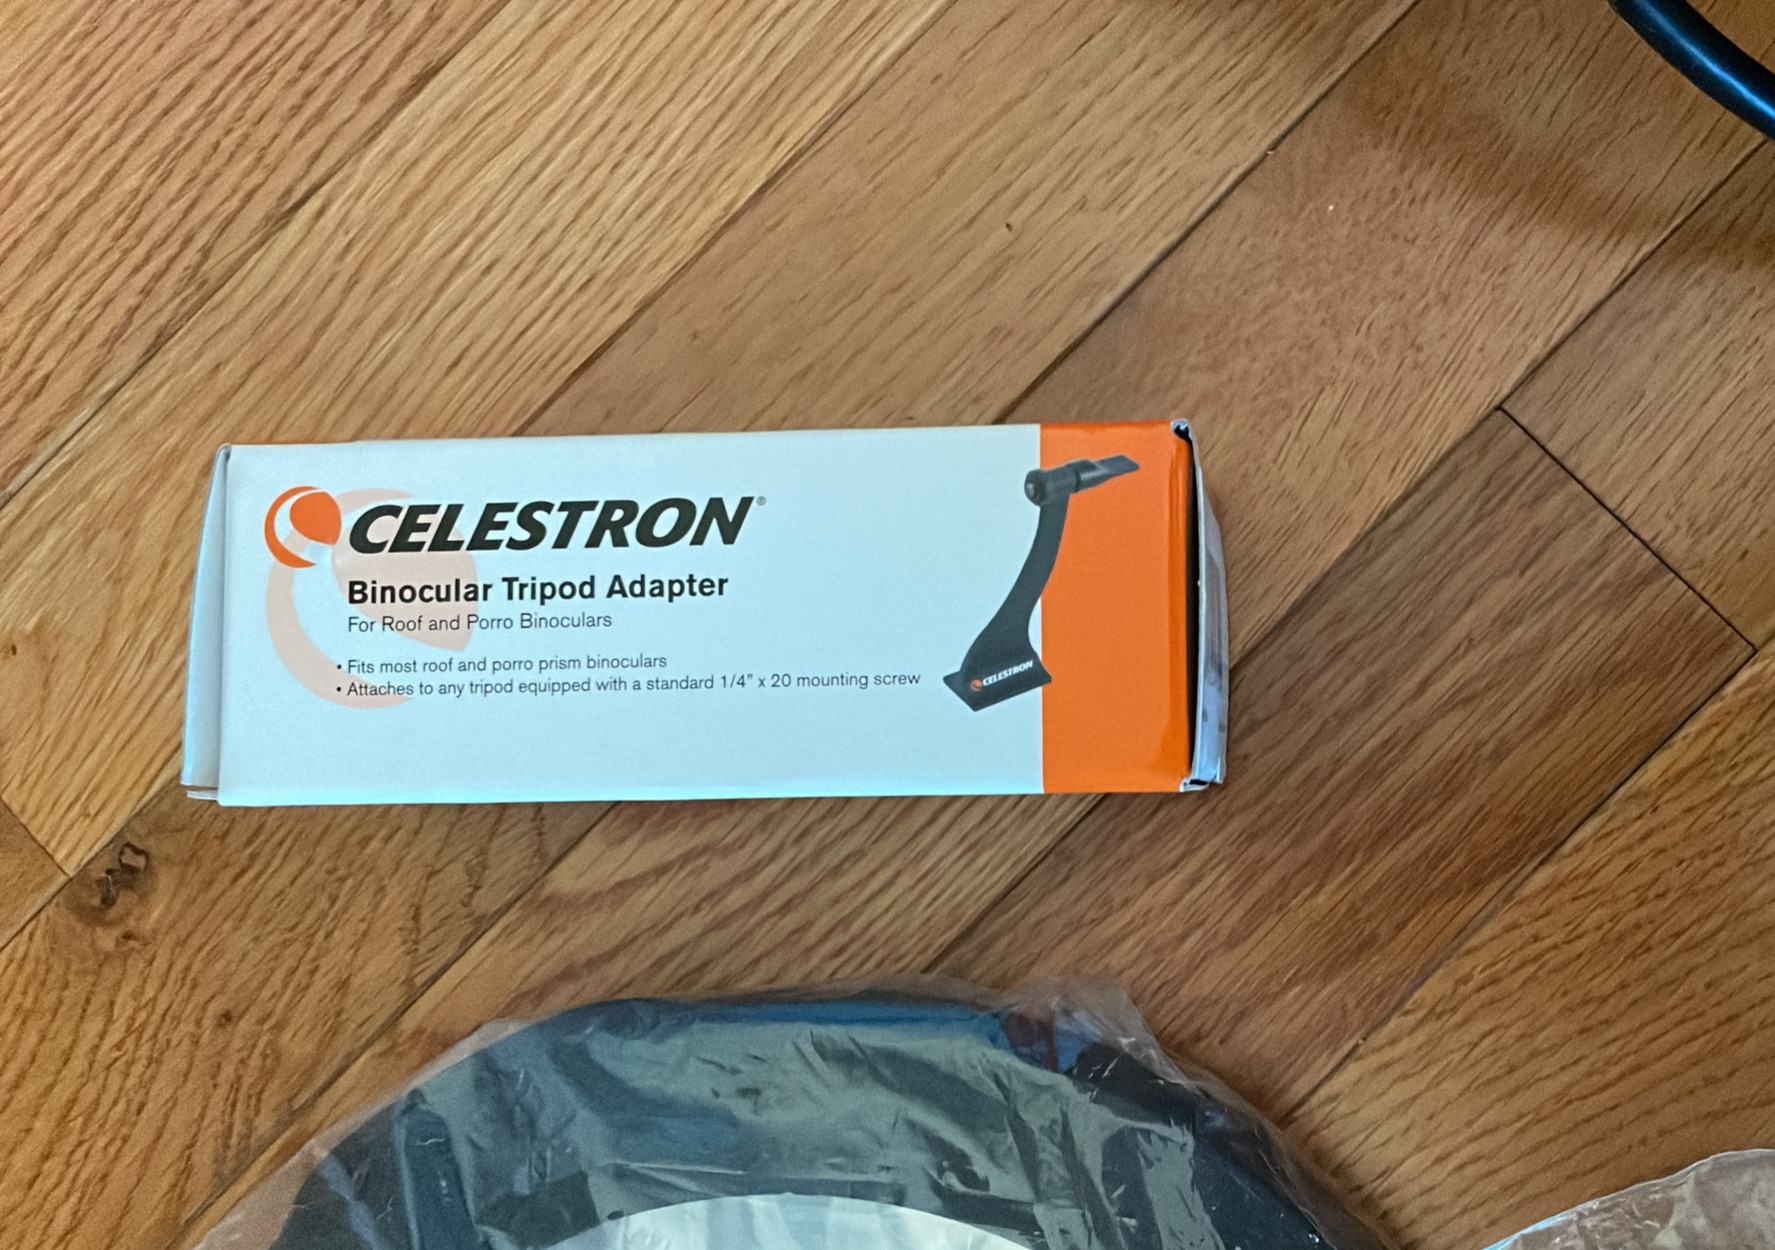 CELESTRON®
Binocular Tripod Adapter
For Roof and Porro Binoculars
• Fits most roof and porro prism binoculars
• Attaches to any tripod equipped with a standard 1/4" x 20 mounting screw
CELESTRON